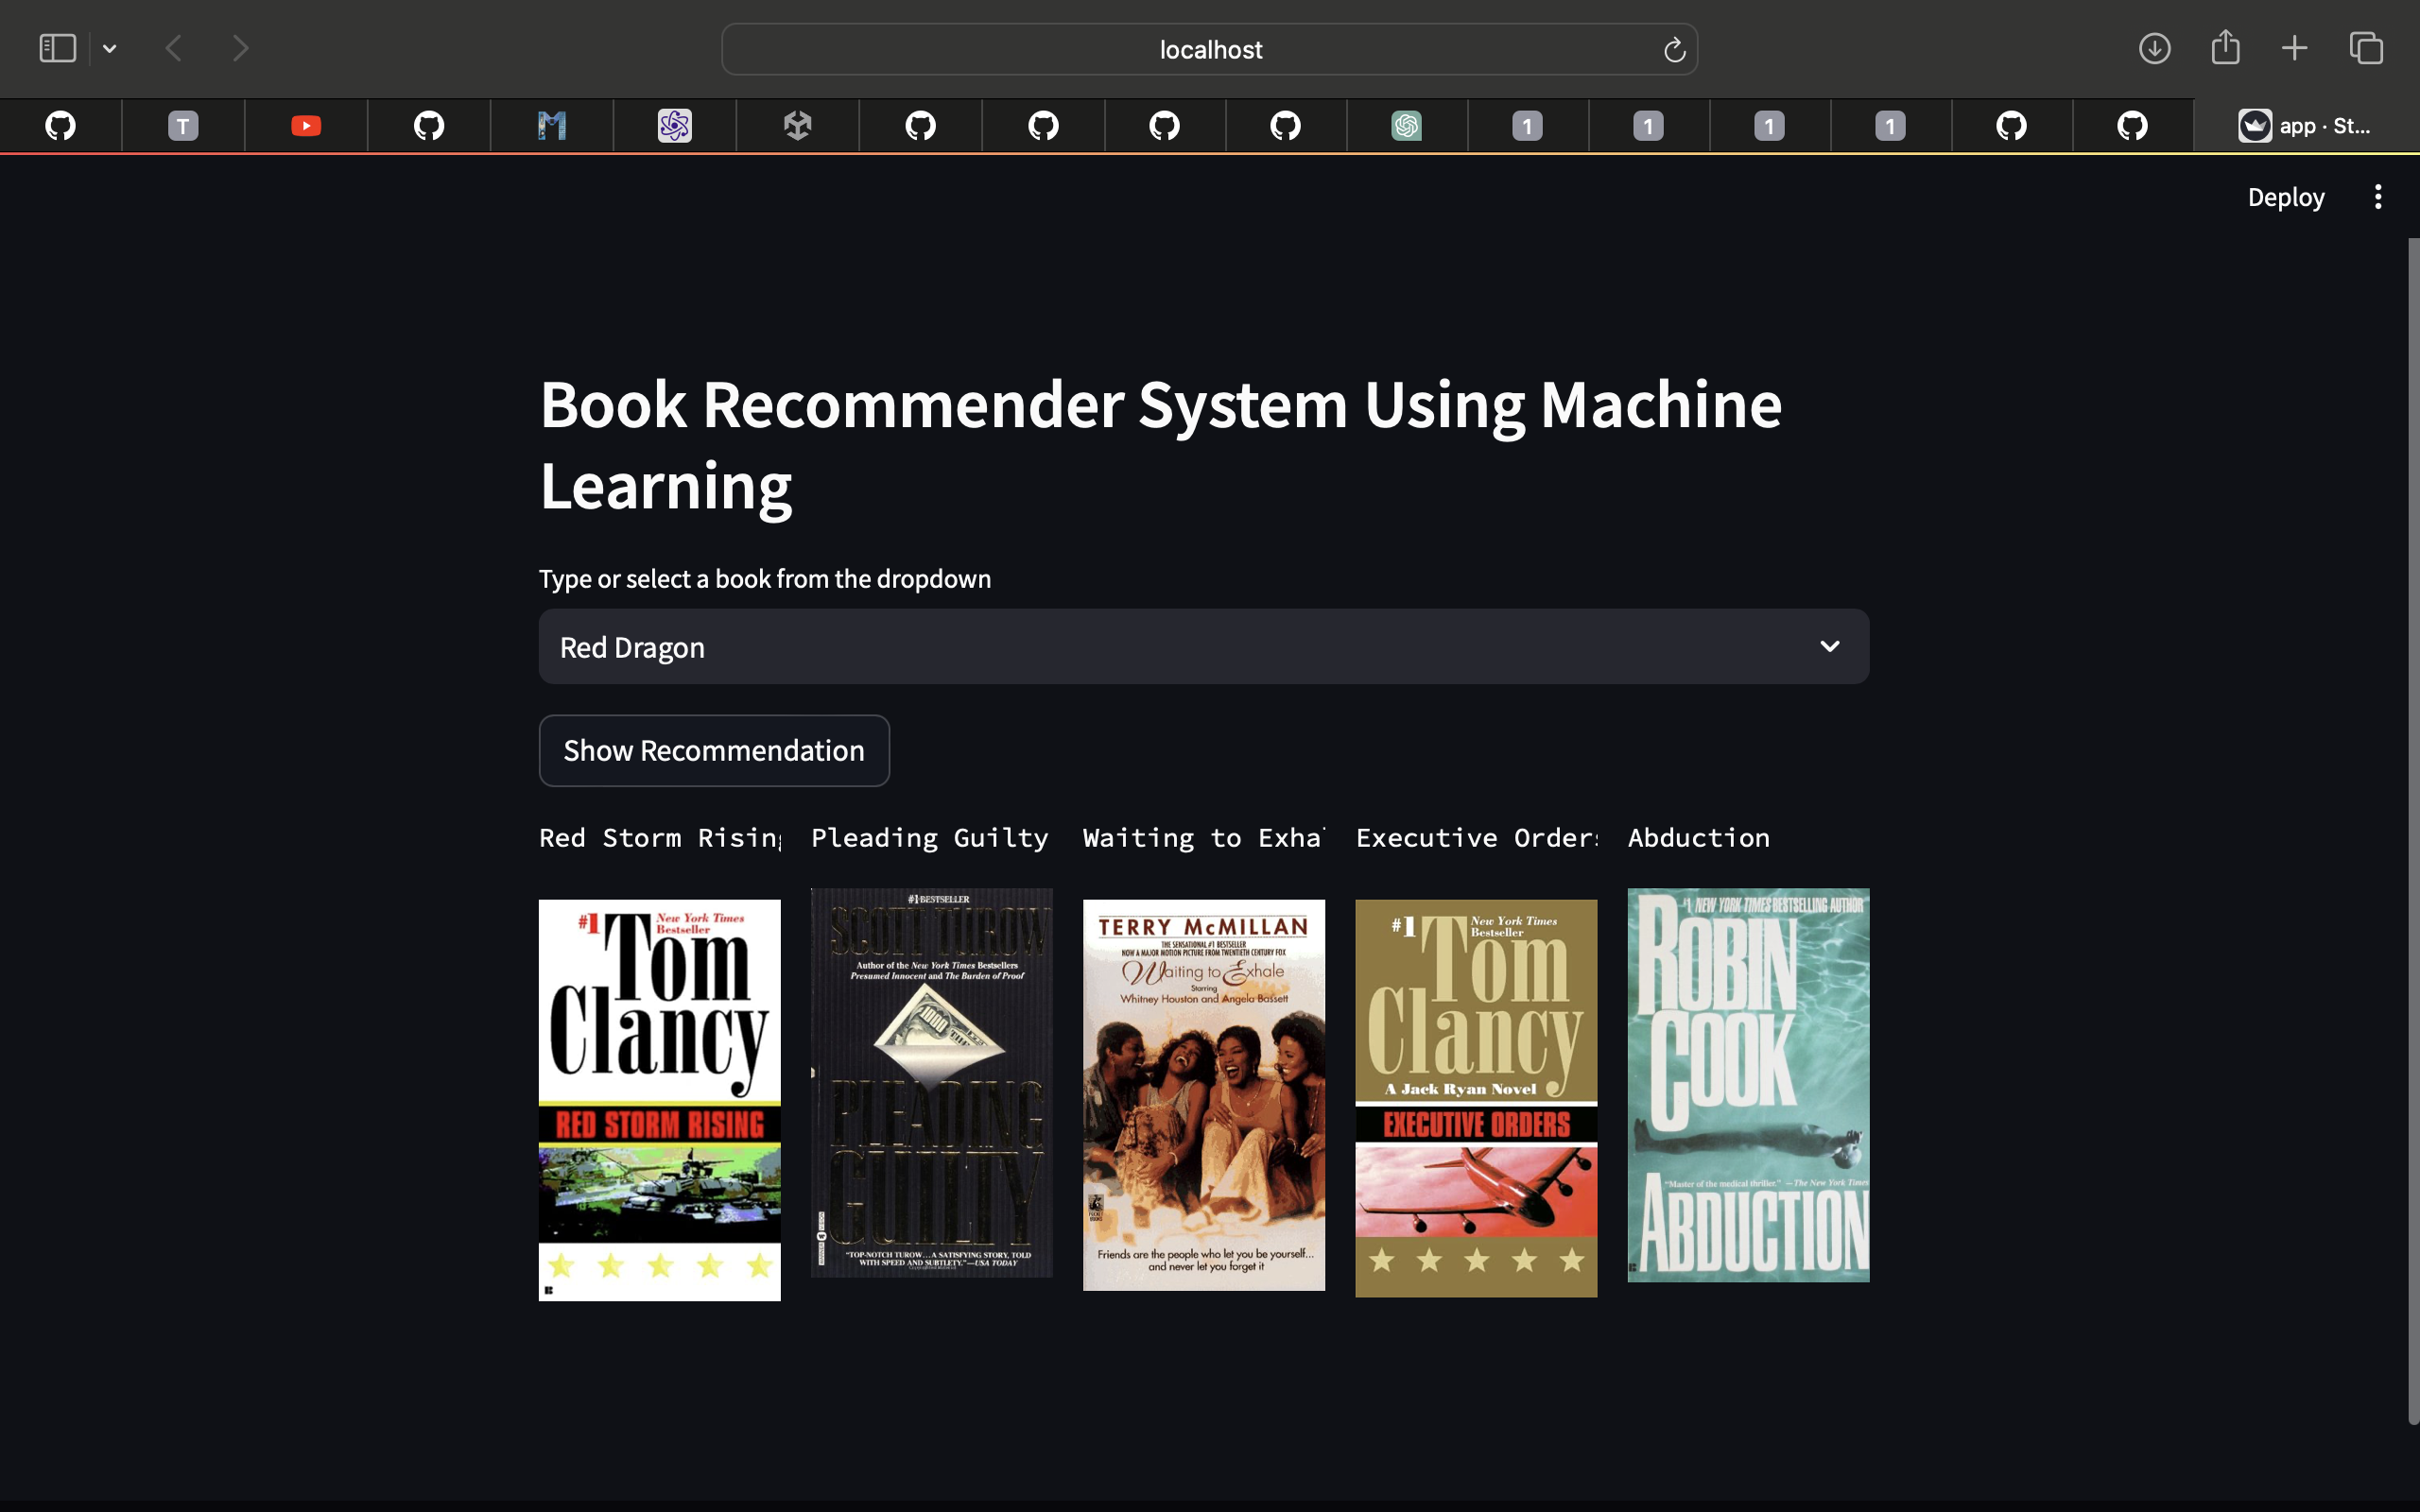 localhost
T
1
1
1
1
app · St...
Deploy
Book Recommender System Using Machine
Learning
Type or select a book from the dropdown
Red Dragon
Show Recommendation
Red Storm Rising
Pleading Guilty
Waiting to Exhal
Executive Orders
Abduction
#1 New York Times
Bestseller
Tom
Clancy
RED STORM RISING
#1 BESTSELLER
SCOTT TUROW
Author of the New York Times Bestsellers
Presumed Innocent and The Burden of Proof
1000
PLEADING
GUILTY
"TOP-NOTCH TUROW...A SATISFYING STORY, TOLD
WITH SPEED AND SUBTLETY."—USA TODAY
TERRY McMILLAN
THE SENSATIONAL #1 BESTSELLER
NOW A MAJOR MOTION PICTURE FROM TWENTIETH CENTURY FOX
Waiting to Exhale
Starring
Whitney Houston and Angela Bassett
Friends are the people who let you be yourself...
and never let you forget it
#1 New York Times
Bestseller
Tom
Clancy
A Jack Ryan Novel
EXECUTIVE ORDERS
#1 NEW YORK TIMES BESTSELLING AUTHOR
ROBIN
COOK
"Master of the medical thriller." —The New York Times
ABDUCTION